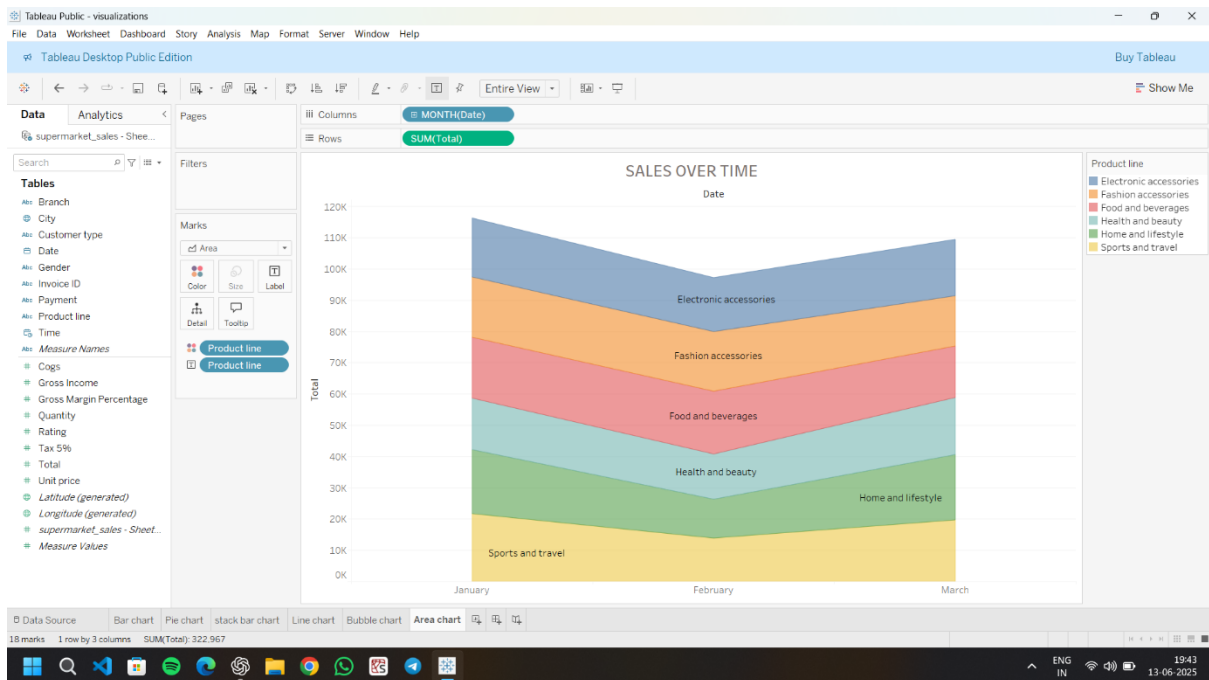 Tableau Public - visualizations
File Data Worksheet Dashboard Story Analysis Map Format Server Window Help
Tableau Desktop Public Edition
Buy Tableau
Entire View
Show Me
Data Analytics
supermarket_sales - Shee...
Search
Tables
Abc Branch
City
Abc Customer type
Date
Abc Gender
Abc Invoice ID
Abc Payment
Abc Product line
Time
Abc Measure Names
# Cogs
# Gross Income
# Gross Margin Percentage
# Quantity
# Rating
# Tax 5%
# Total
# Unit price
Latitude (generated)
Longitude (generated)
# supermarket_sales - Sheet...
# Measure Values
Pages
Filters
Marks
Area
Color Size Label
Detail Tooltip
Product line
Product line
Columns MONTH(Date)
Rows SUM(Total)
SALES OVER TIME
Date
Total
120K
110K
100K
90K
80K
70K
60K
50K
40K
30K
20K
10K
0K
Electronic accessories
Fashion accessories
Food and beverages
Health and beauty
Home and lifestyle
Sports and travel
January February March
Product line
Electronic accessories
Fashion accessories
Food and beverages
Health and beauty
Home and lifestyle
Sports and travel
Data Source Bar chart Pie chart stack bar chart Line chart Bubble chart Area chart
18 marks 1 row by 3 columns SUM(Total): 322,967
ENG
IN
19:43
13-06-2025